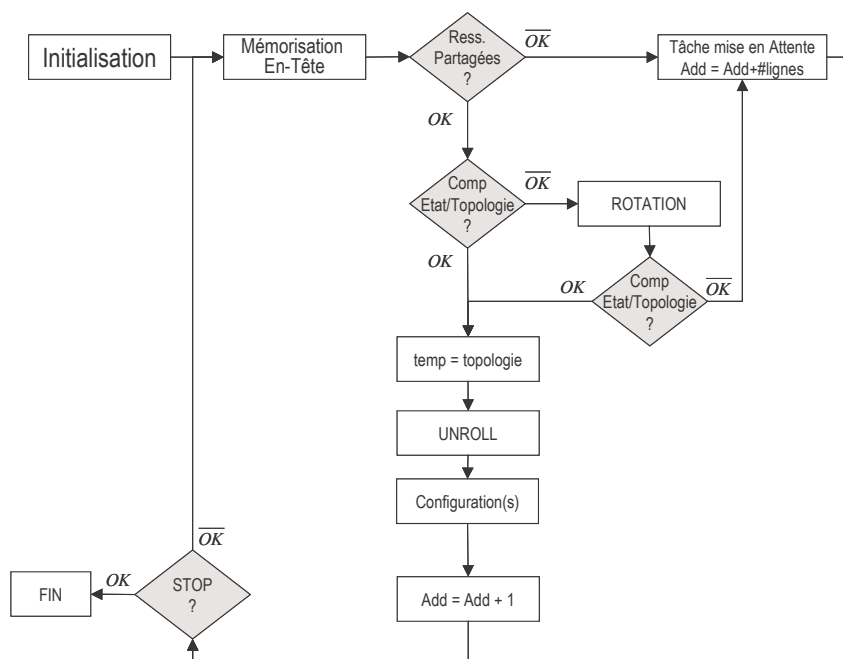 Initialisation
Mémorisation
En-Tête
Ress.
Partagées
?
OK
Tâche mise en Attente
Add = Add+#lignes
OK
Comp
Etat/Topologie
?
OK
ROTATION
OK
OK
Comp
Etat/Topologie
?
OK
temp = topologie
UNROLL
Configuration(s)
OK
FIN
OK
STOP
?
Add = Add + 1